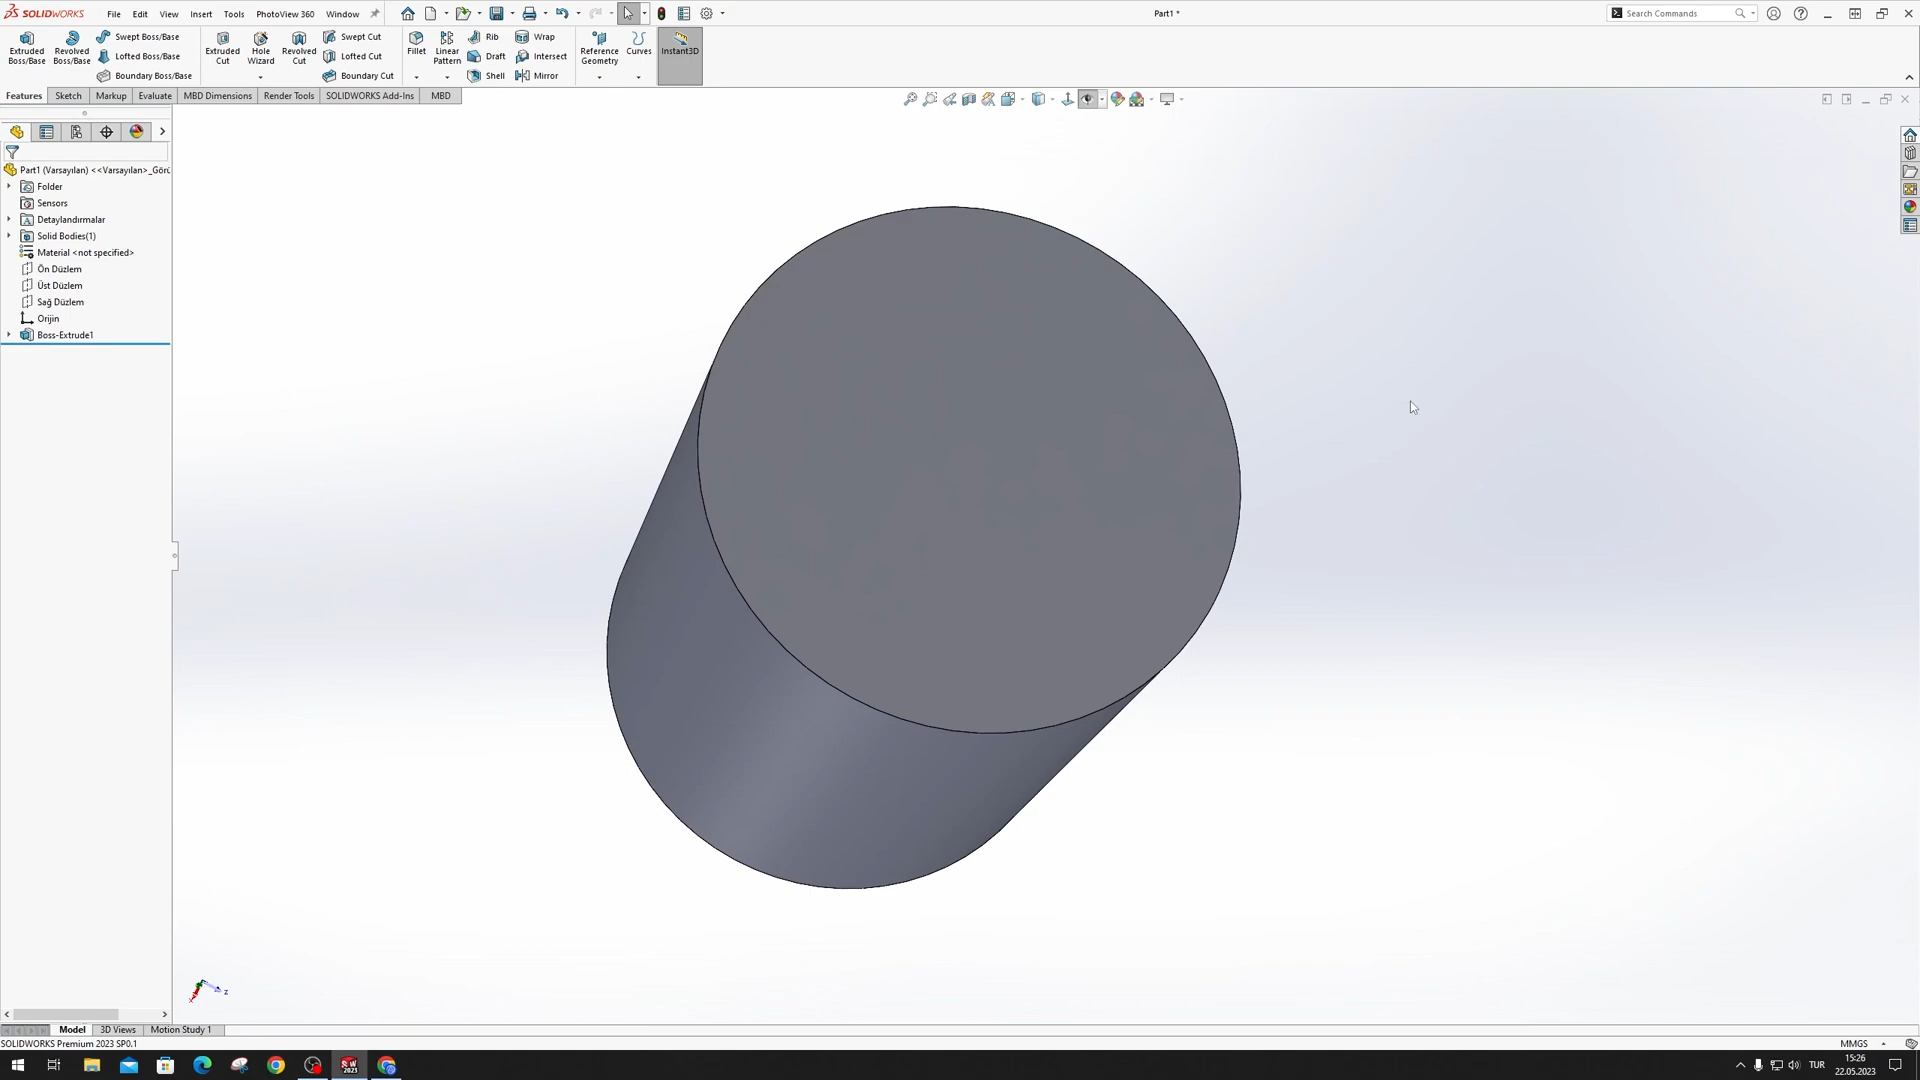 SOLIDWORKS File Edit View Insert Tools PhotoView 360 Window Part1 * Search Commands
Extruded Boss/Base
Revolved Boss/Base
Swept Boss/Base
Lofted Boss/Base
Boundary Boss/Base
Extruded Cut
Hole Wizard
Revolved Cut
Swept Cut
Lofted Cut
Boundary Cut
Fillet
Linear Pattern
Rib
Draft
Shell
Wrap
Intersect
Mirror
Reference Geometry
Curves
Instant3D
Features Sketch Markup Evaluate MBD Dimensions Render Tools SOLIDWORKS Add-Ins MBD
Part1 (Varsayılan) <<Varsayılan>_Görü
Folder
Sensors
Detaylandırmalar
Solid Bodies(1)
Material <not specified>
Ön Düzlem
Üst Düzlem
Sağ Düzlem
Orijin
Boss-Extrude1
z
x
Model 3D Views Motion Study 1
SOLIDWORKS Premium 2023 SP0.1 MMGS
TUR 15:26
22.05.2023